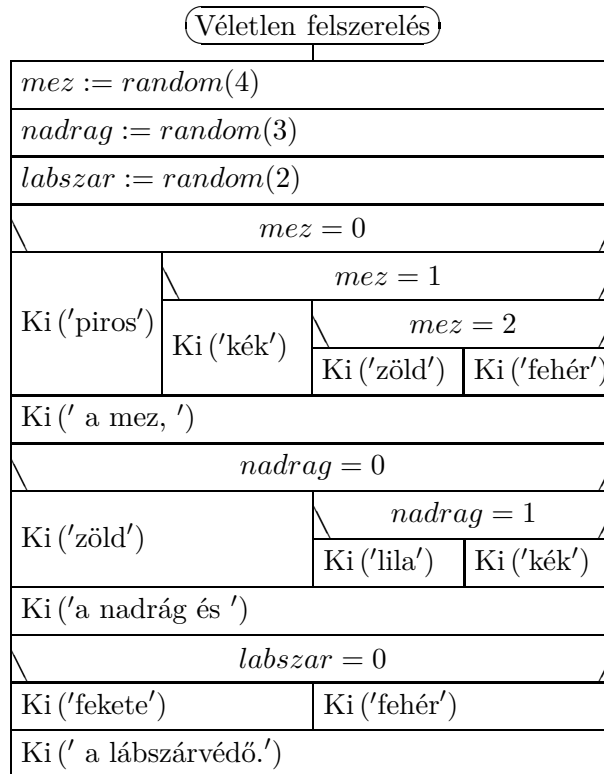 Véletlen felszerelés
mez := random(4)
nadrag := random(3)
labszar := random(2)
mez = 0
mez = 1
Ki ('piros')
Ki ('kék')
mez = 2
Ki ('zöld') Ki ('fehér')
Ki (' a mez, ')
nadrag = 0
Ki ('zöld')
nadrag = 1
Ki ('lila') Ki ('kék')
Ki ('a nadrág és ')
labszar = 0
Ki ('fekete') Ki ('fehér')
Ki (' a lábszárvédő.')